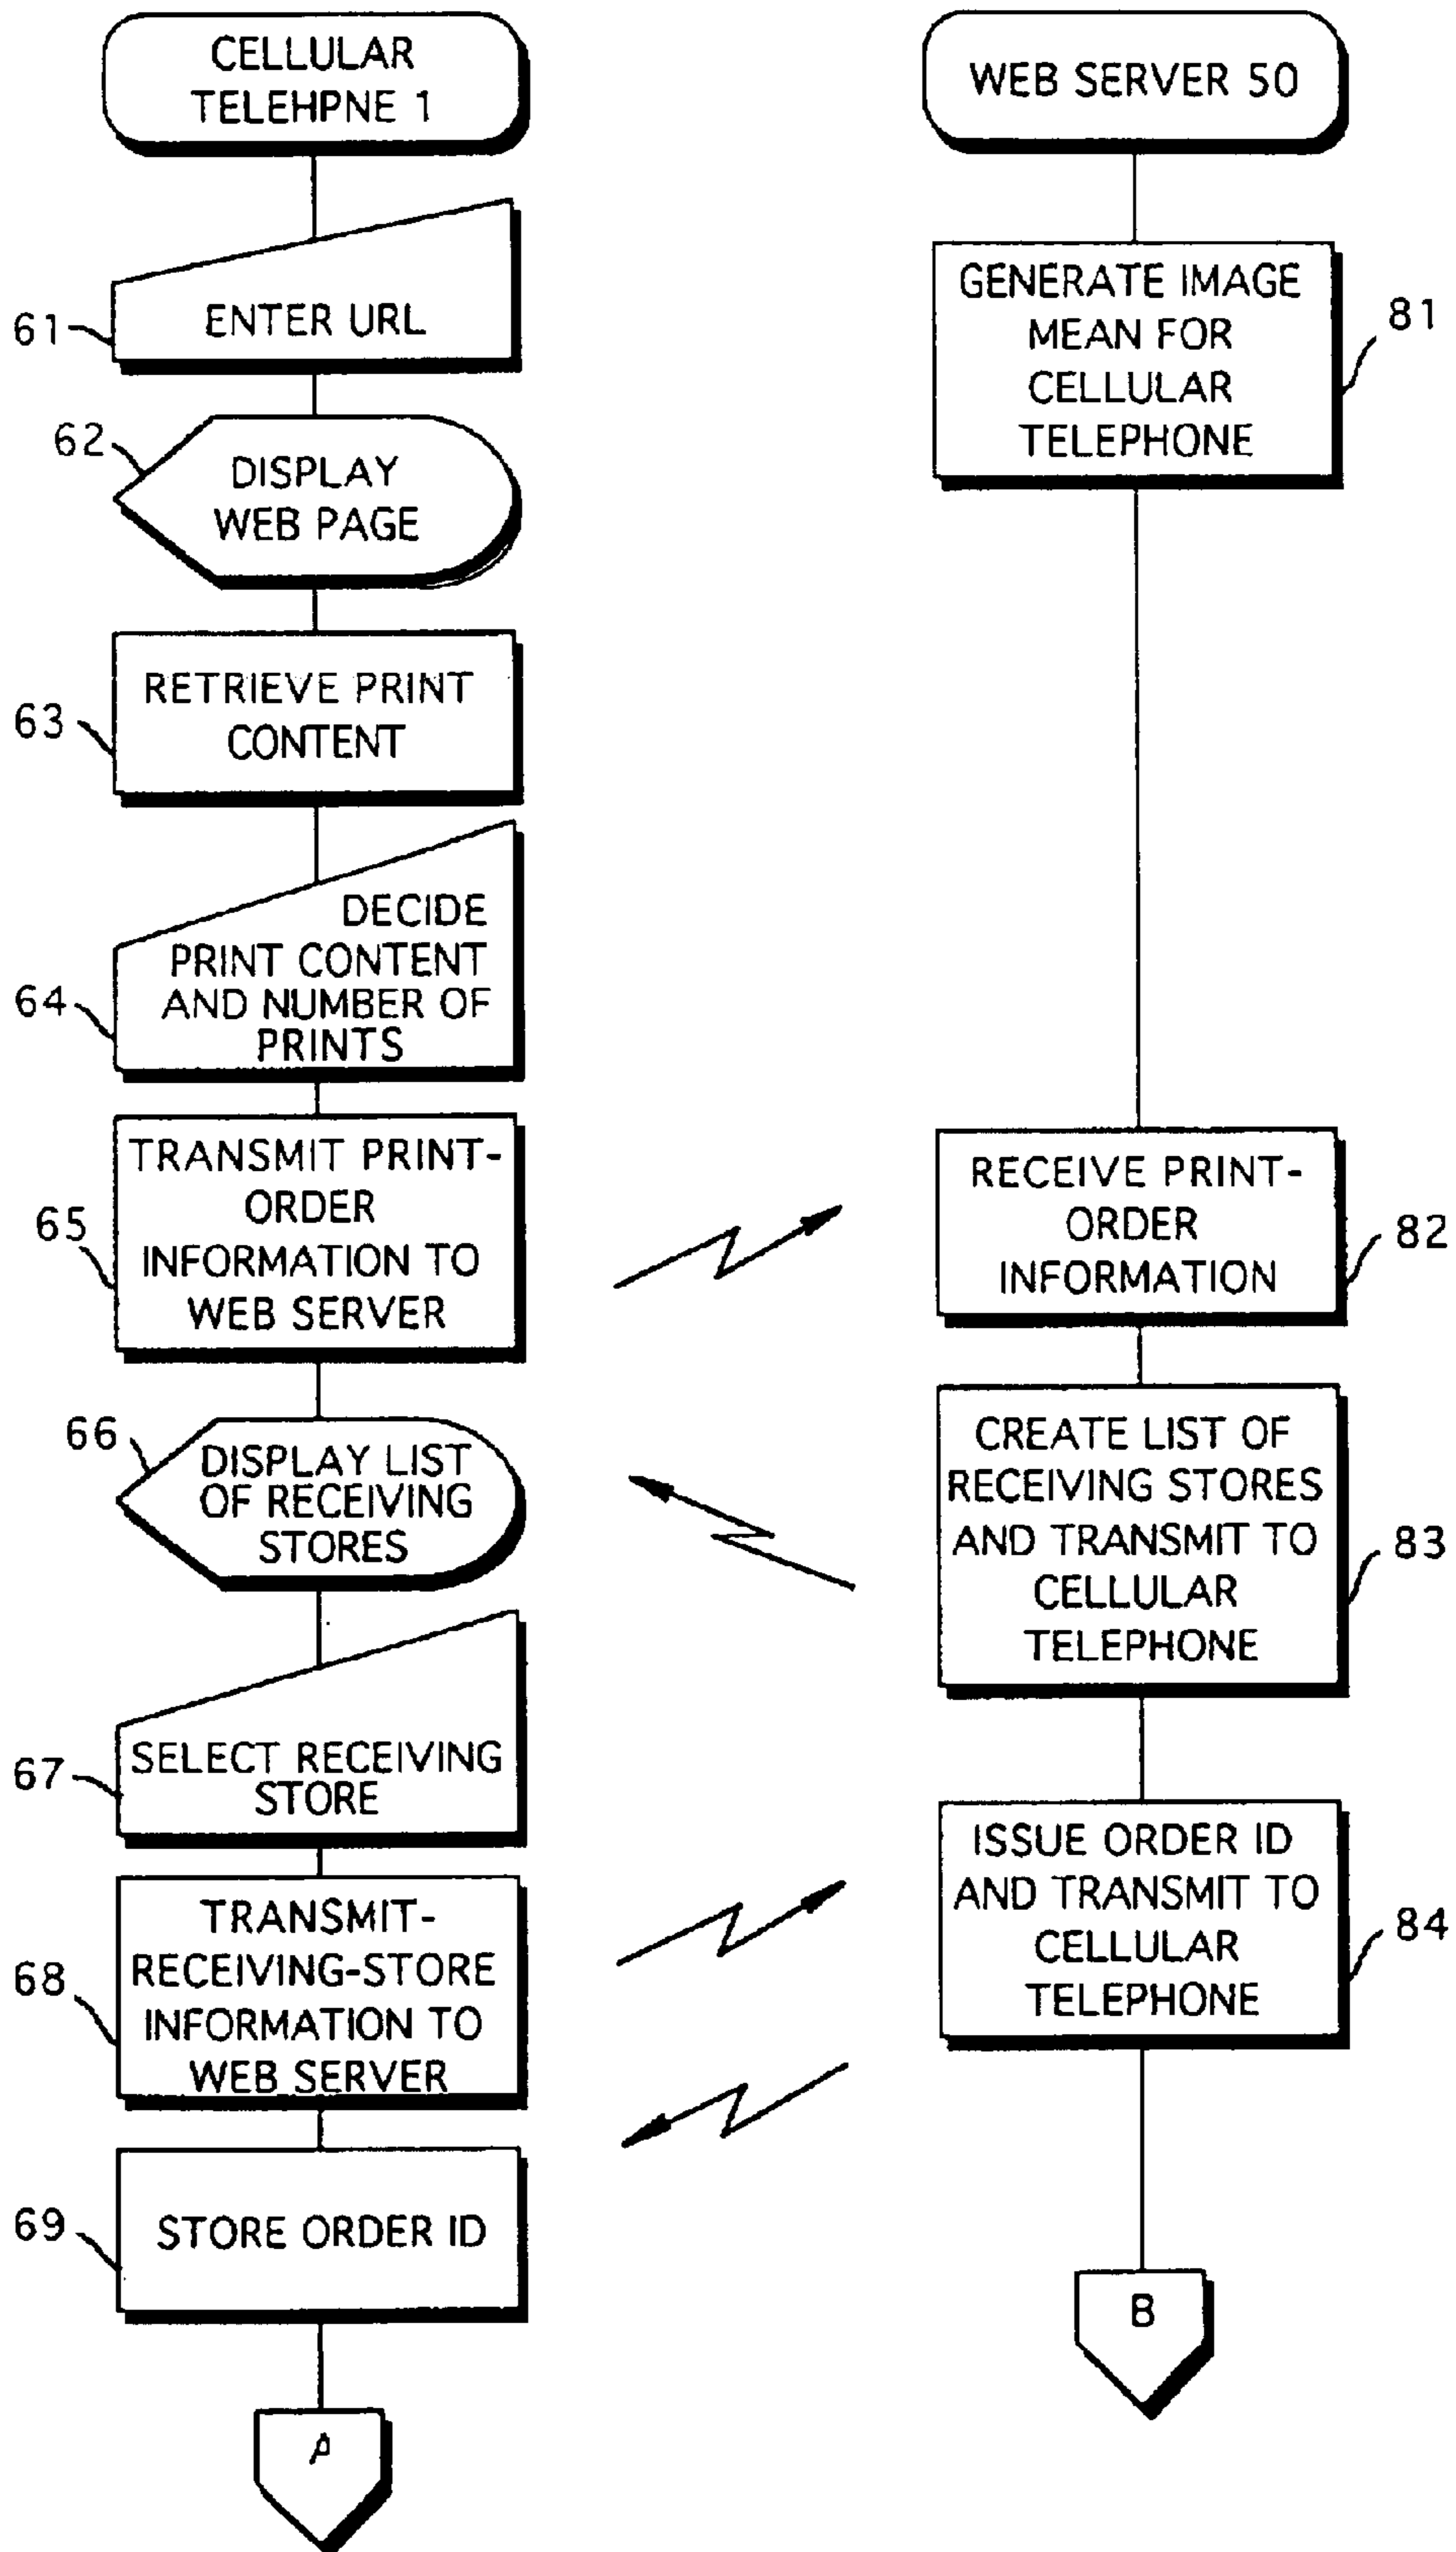 CELLULAR
TELEHPNE 1
61
ENTER URL
62
DISPLAY
WEB PAGE
63
RETRIEVE PRINT
CONTENT
64
DECIDE
PRINT CONTENT
AND NUMBER OF
PRINTS
65
TRANSMIT PRINT-
ORDER
INFORMATION TO
WEB SERVER
66
DISPLAY LIST
OF RECEIVING
STORES
67
SELECT RECEIVING
STORE
68
TRANSMIT-
RECEIVING-STORE
INFORMATION TO
WEB SERVER
69
STORE ORDER ID
A
WEB SERVER 50
GENERATE IMAGE
MEAN FOR
CELLULAR
TELEPHONE
81
RECEIVE PRINT-
ORDER
INFORMATION
82
CREATE LIST OF
RECEIVING STORES
AND TRANSMIT TO
CELLULAR
TELEPHONE
83
ISSUE ORDER ID
AND TRANSMIT TO
CELLULAR
TELEPHONE
84
B